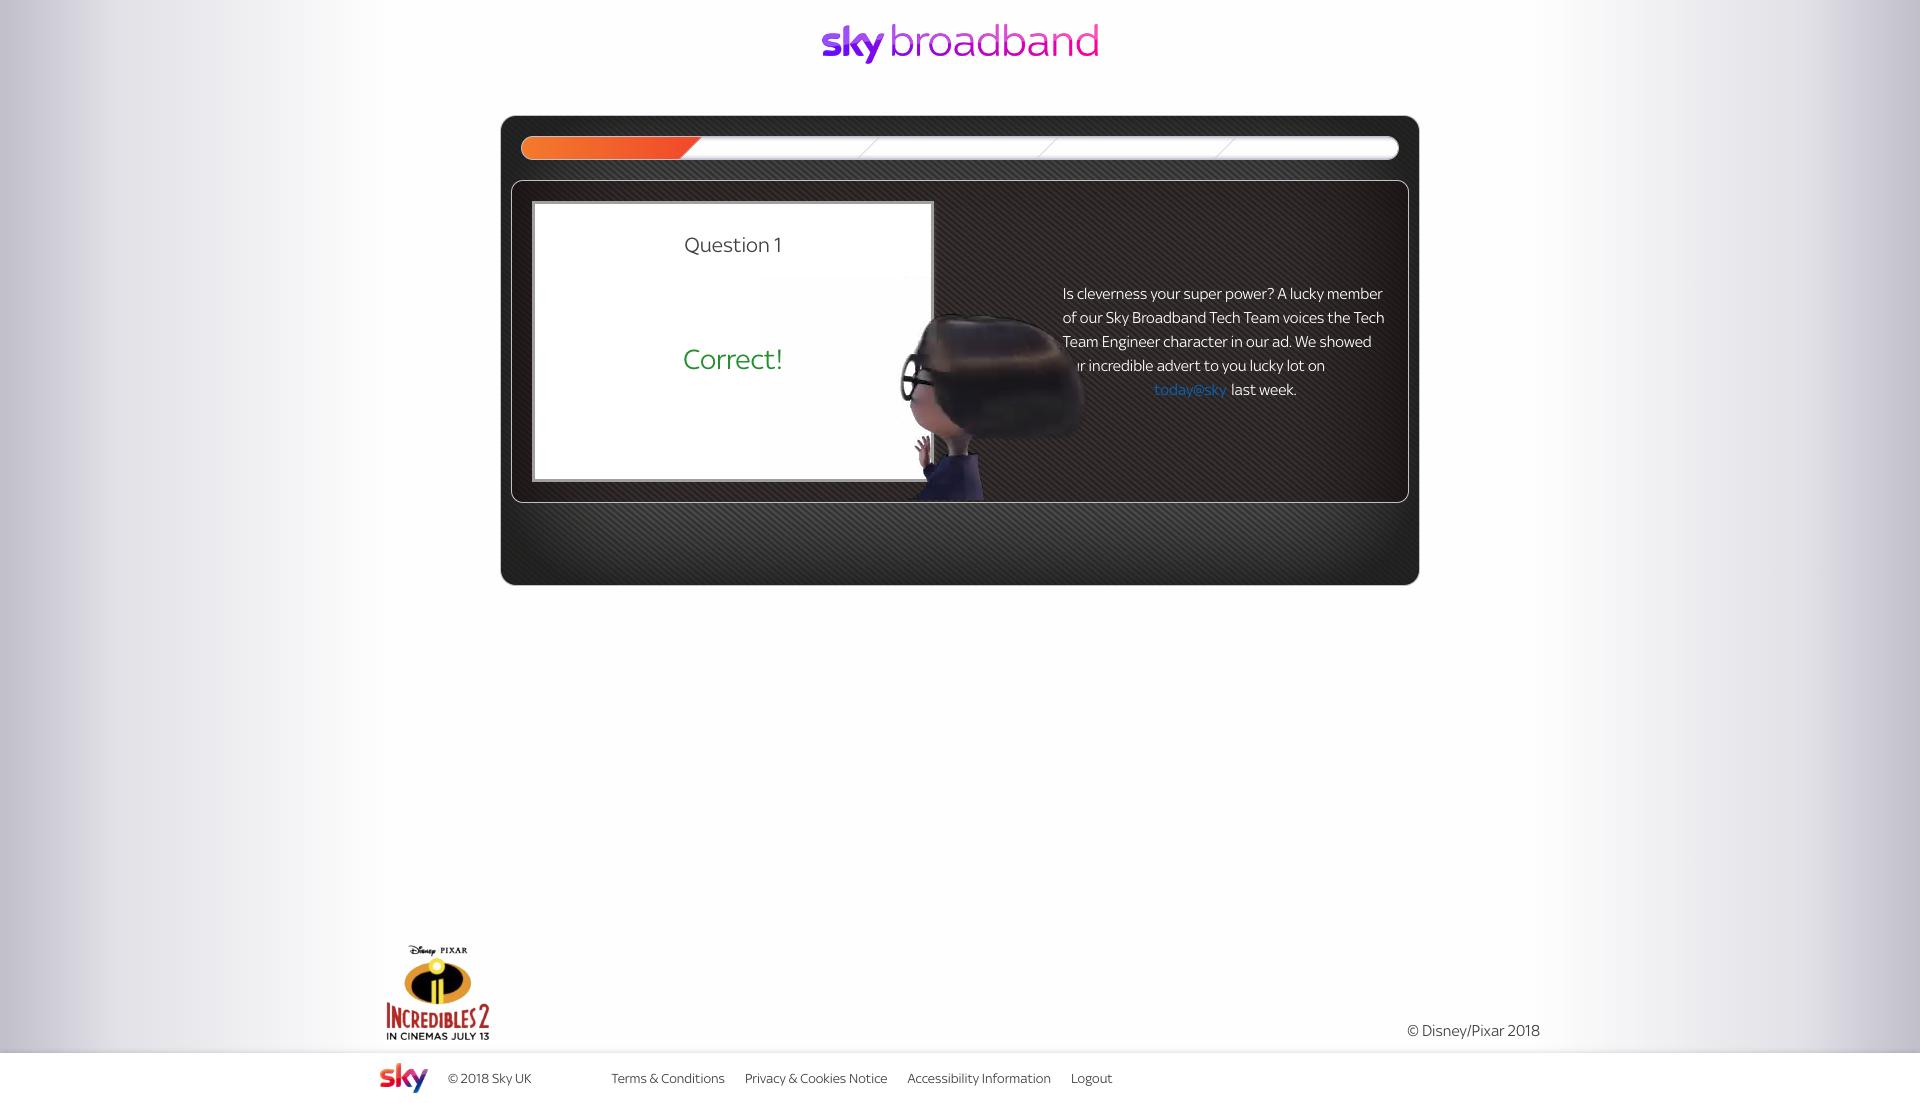 sky broadband
Question 1
Correct!
Is cleverness your super power? A lucky member
of our Sky Broadband Tech Team voices the Tech
Team Engineer character in our ad. We showed
incredible advert to you lucky lot on
today@sky last week.
Disney PIXAR
INCREDIBLES 2
IN CINEMAS JULY 13
© Disney/Pixar 2018
sky
© 2018 Sky UK
Terms & Conditions
Privacy & Cookies Notice
Accessibility Information
Logout